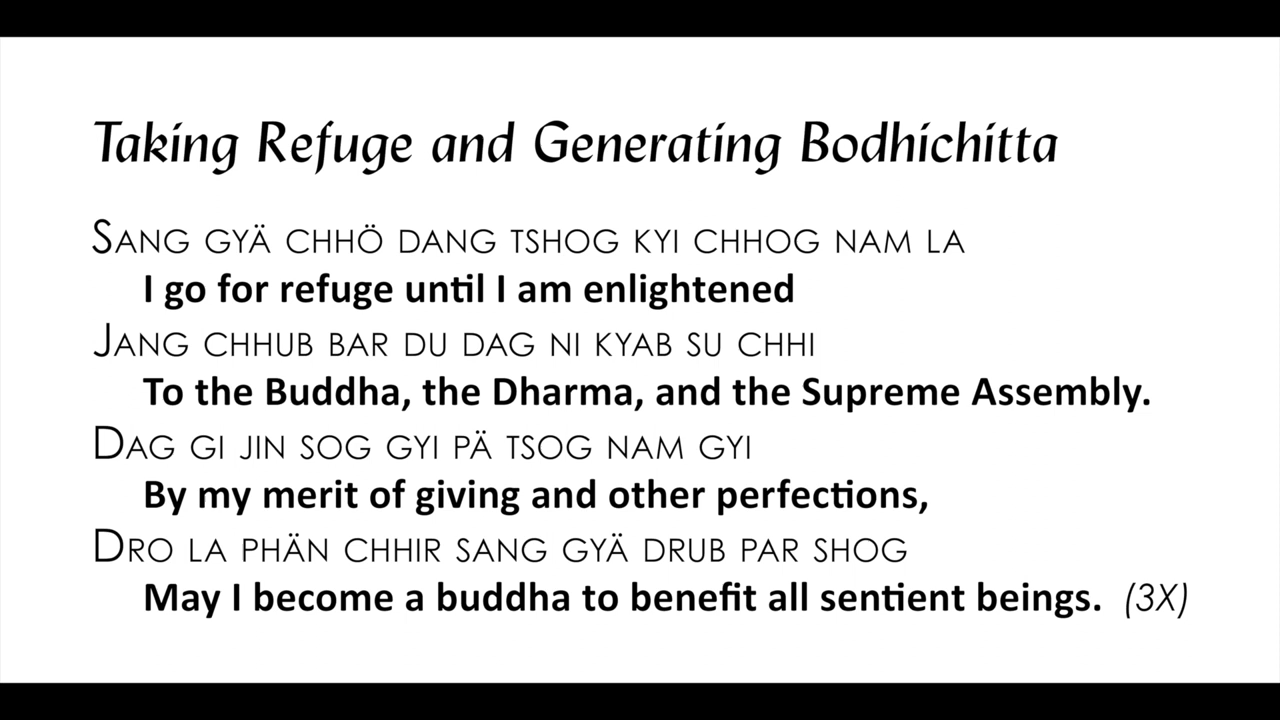 Taking Refuge and Generating Bodhichitta
SANG GYÄ CHHÖ DANG TSHOG KYI CHHOG NAM LA
I go for refuge until I am enlightened
JANG CHHUB BAR DU DAG NI KYAB SU CHHI
To the Buddha, the Dharma, and the Supreme Assembly.
DAG GI JIN SOG GYI PÄ TSOG NAM GYI
By my merit of giving and other perfections,
DRO LA PHÄN CHHIR SANG GYÄ DRUB PAR SHOG
May I become a buddha to benefit all sentient beings. (3X)